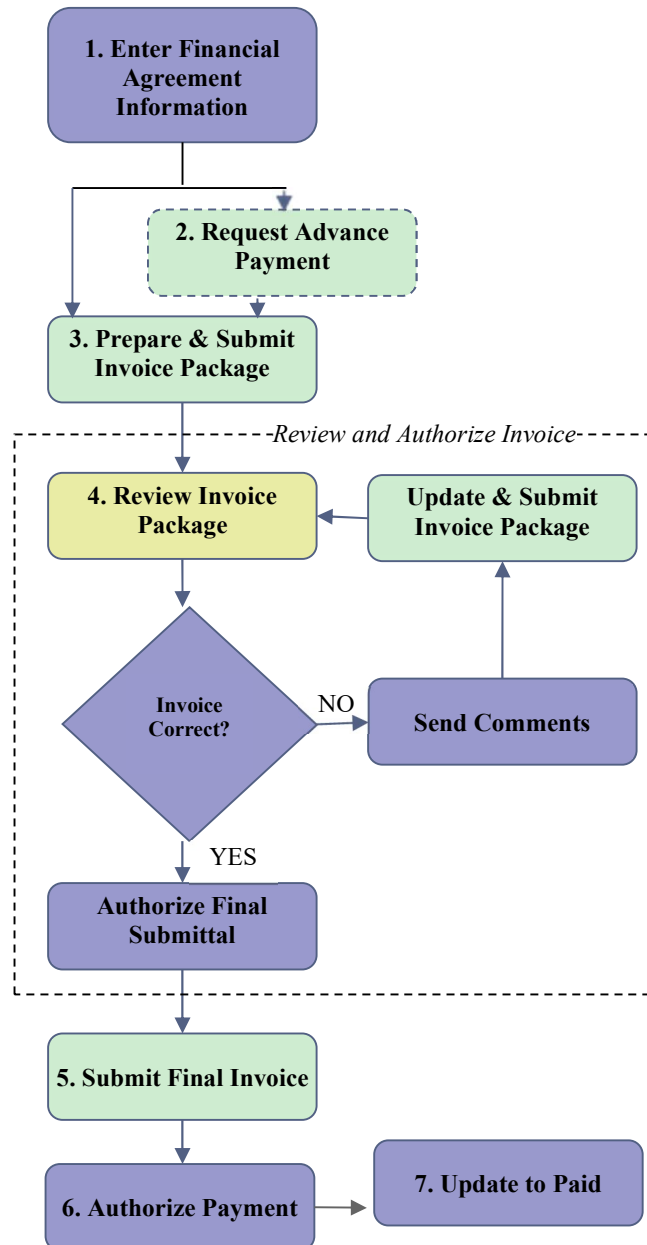 1. Enter Financial
Agreement
Information
2. Request Advance
Payment
3. Prepare & Submit
Invoice Package
Review and Authorize Invoice
4. Review Invoice
Package
Update & Submit
Invoice Package
Invoice
Correct?
NO
Send Comments
YES
Authorize Final
Submittal
5. Submit Final Invoice
6. Authorize Payment
7. Update to Paid